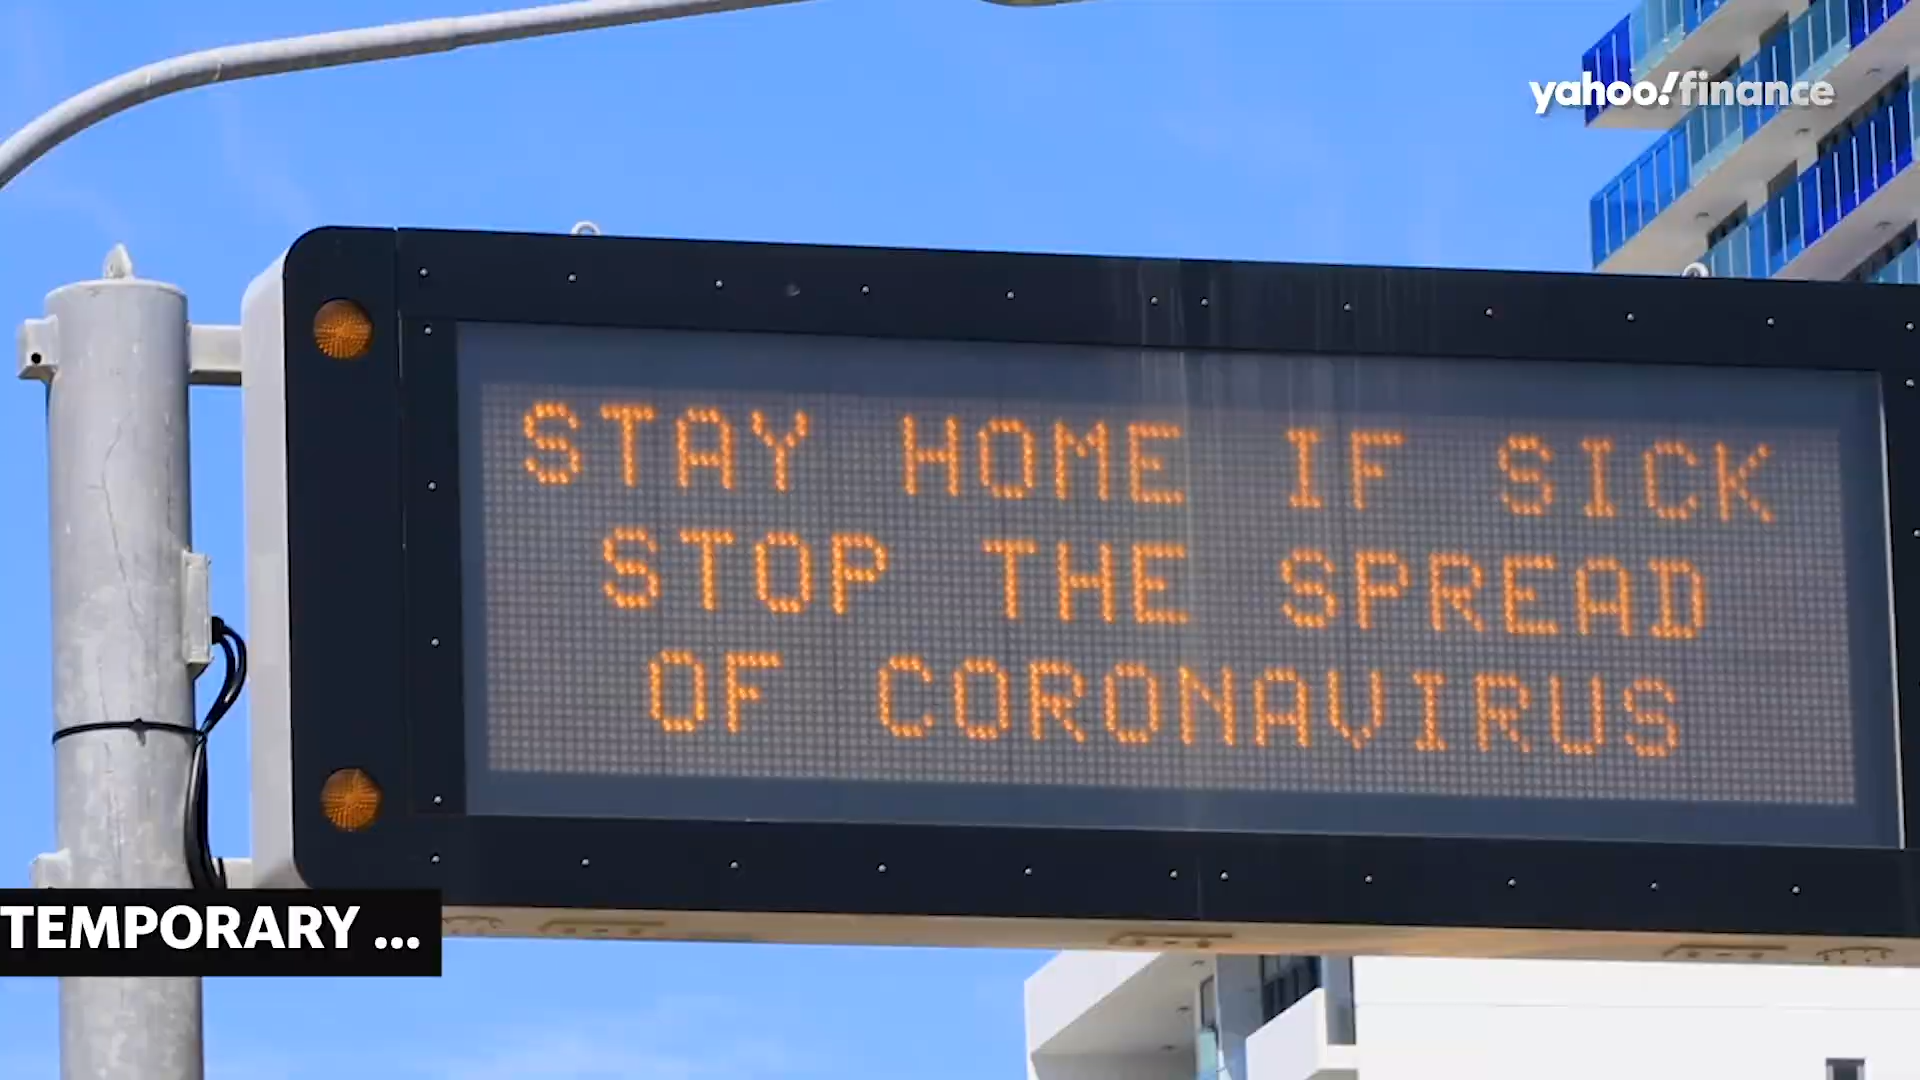 yahoo!finance
STAY HOME IF SICK
STOP THE SPREAD
OF CORONAVIRUS
TEMPORARY ...